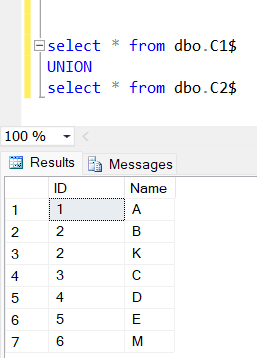 select * from dbo.C1$
UNION
select * from dbo.C2$
100 %
Results Messages
ID Name
1 1 A
2 2 B
3 2 K
4 3 C
5 4 D
6 5 E
7 6 M